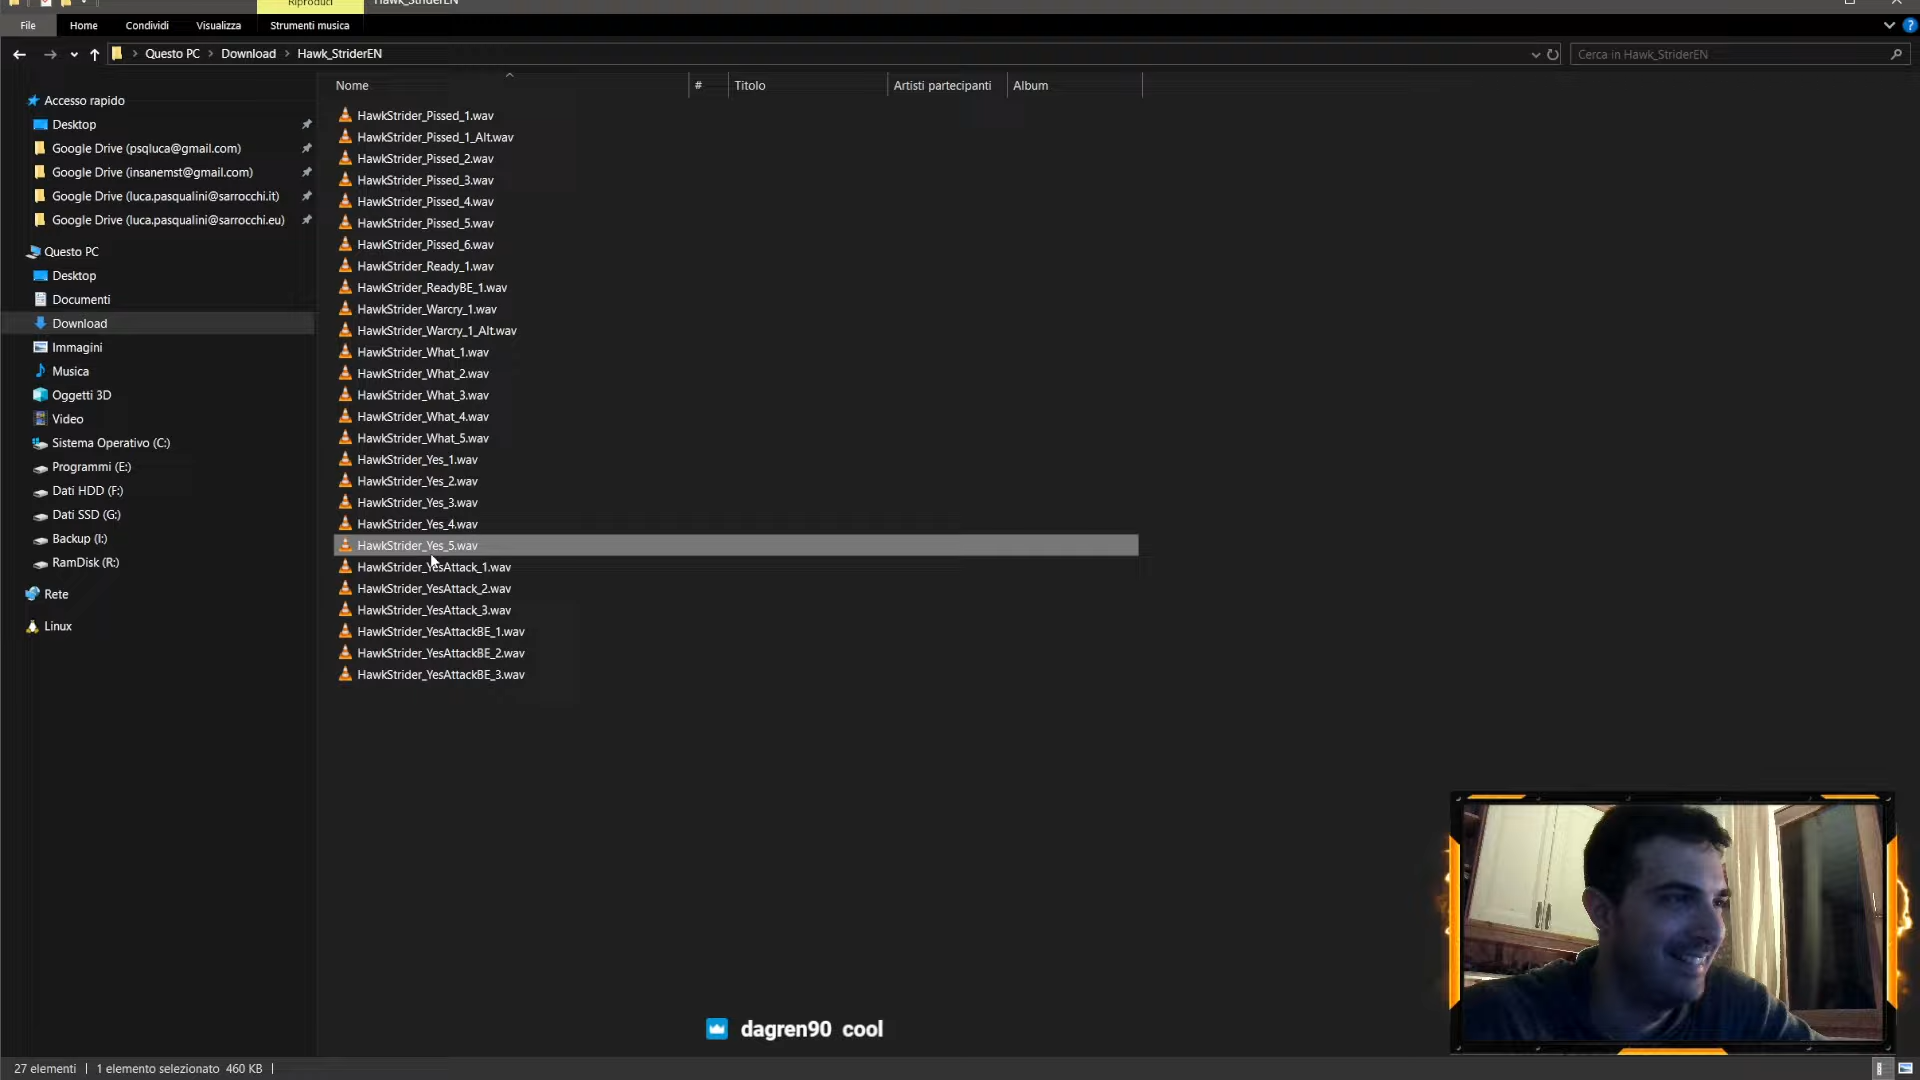 Riproduci
Hawk_StriderEN
File
Home
Condividi
Visualizza
Strumenti musica
Questo PC
Download
Hawk_StriderEN
Cerca in Hawk_StriderEN
Nome
#
Titolo
Artisti partecipanti
Album
Accesso rapido
Desktop
Google Drive (psqluca@gmail.com)
Google Drive (insanemst@gmail.com)
Google Drive (luca.pasqualini@sarrocchi.it)
Google Drive (luca.pasqualini@sarrocchi.eu)
Questo PC
Desktop
Documenti
Download
Immagini
Musica
Oggetti 3D
Video
Sistema Operativo (C:)
Programmi (E:)
Dati HDD (F:)
Dati SSD (G:)
Backup (I:)
RamDisk (R:)
Rete
Linux
HawkStrider_Pissed_1.wav
HawkStrider_Pissed_1_Alt.wav
HawkStrider_Pissed_2.wav
HawkStrider_Pissed_3.wav
HawkStrider_Pissed_4.wav
HawkStrider_Pissed_5.wav
HawkStrider_Pissed_6.wav
HawkStrider_Ready_1.wav
HawkStrider_ReadyBE_1.wav
HawkStrider_Warcry_1.wav
HawkStrider_Warcry_1_Alt.wav
HawkStrider_What_1.wav
HawkStrider_What_2.wav
HawkStrider_What_3.wav
HawkStrider_What_4.wav
HawkStrider_What_5.wav
HawkStrider_Yes_1.wav
HawkStrider_Yes_2.wav
HawkStrider_Yes_3.wav
HawkStrider_Yes_4.wav
HawkStrider_Yes_5.wav
HawkStrider_YesAttack_1.wav
HawkStrider_YesAttack_2.wav
HawkStrider_YesAttack_3.wav
HawkStrider_YesAttackBE_1.wav
HawkStrider_YesAttackBE_2.wav
HawkStrider_YesAttackBE_3.wav
dagren90 cool
27 elementi
1 elemento selezionato 460 KB